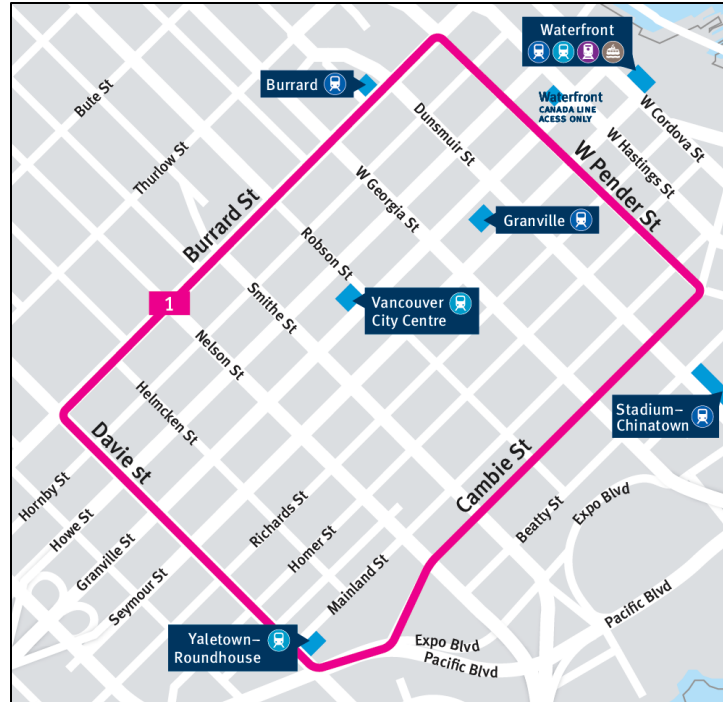 Waterfront
Burrard
Waterfront
CANADA LINE
ACESS ONLY
Bute St
Dunsmuir St
W Cordova St
W Hastings St
Thurlow St
W Pender St
W Georgia St
Burrard St
Granville
Robson St
1
Smithe St
Vancouver
City Centre
Nelson St
Helmcken St
Stadium–
Chinatown
Davie st
Cambie St
Hornby St
Richards St
Beatty St
Expo Blvd
Howe St
Homer St
Granville St
Mainland St
Seymour St
Pacific Blvd
Yaletown–
Roundhouse
Expo Blvd
Pacific Blvd